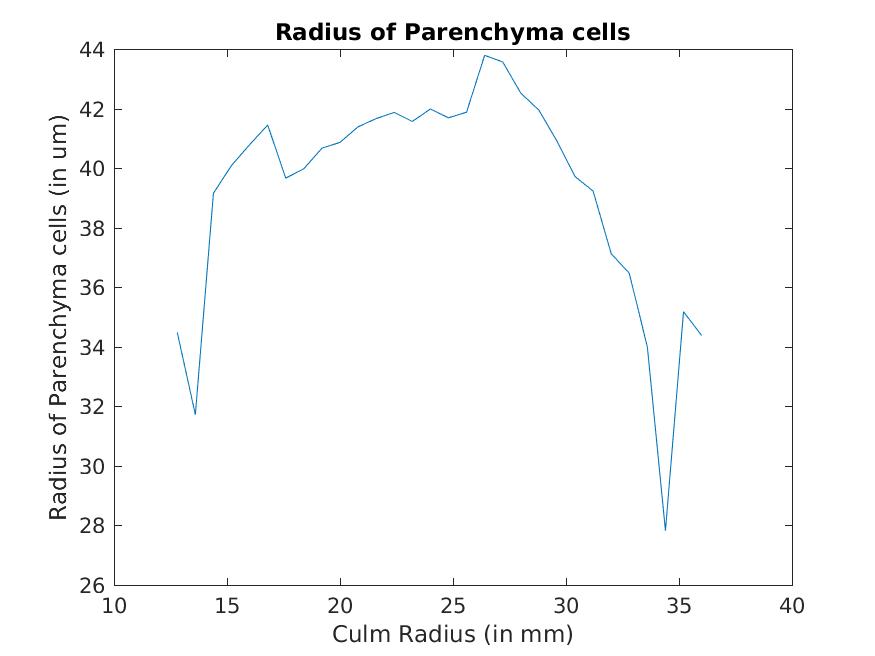 Radius of Parenchyma cells
Radius of Parenchyma cells (in um)
44
42
40
38
36
34
32
30
28
26
10 15 20 25 30 35 40
Culm Radius (in mm)